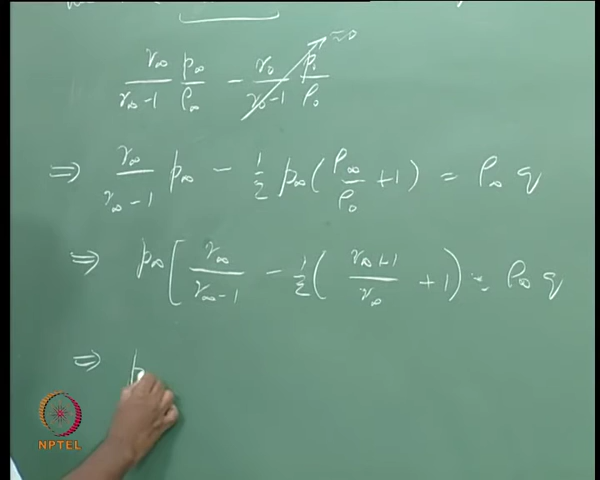 γ∞/(γ∞-1) p∞/ρ∞ - γ0/(γ0-1) p0/ρ0 ≈0
⇒ γ∞/(γ∞-1) p∞ - 1/2 p∞ (ρ∞/ρ0 + 1) = ρ∞ q
⇒ p∞ [ γ∞/(γ∞-1) - 1/2 ( (γ∞+1)/γ∞ + 1 ) = ρ∞ q
⇒ p
NPTEL